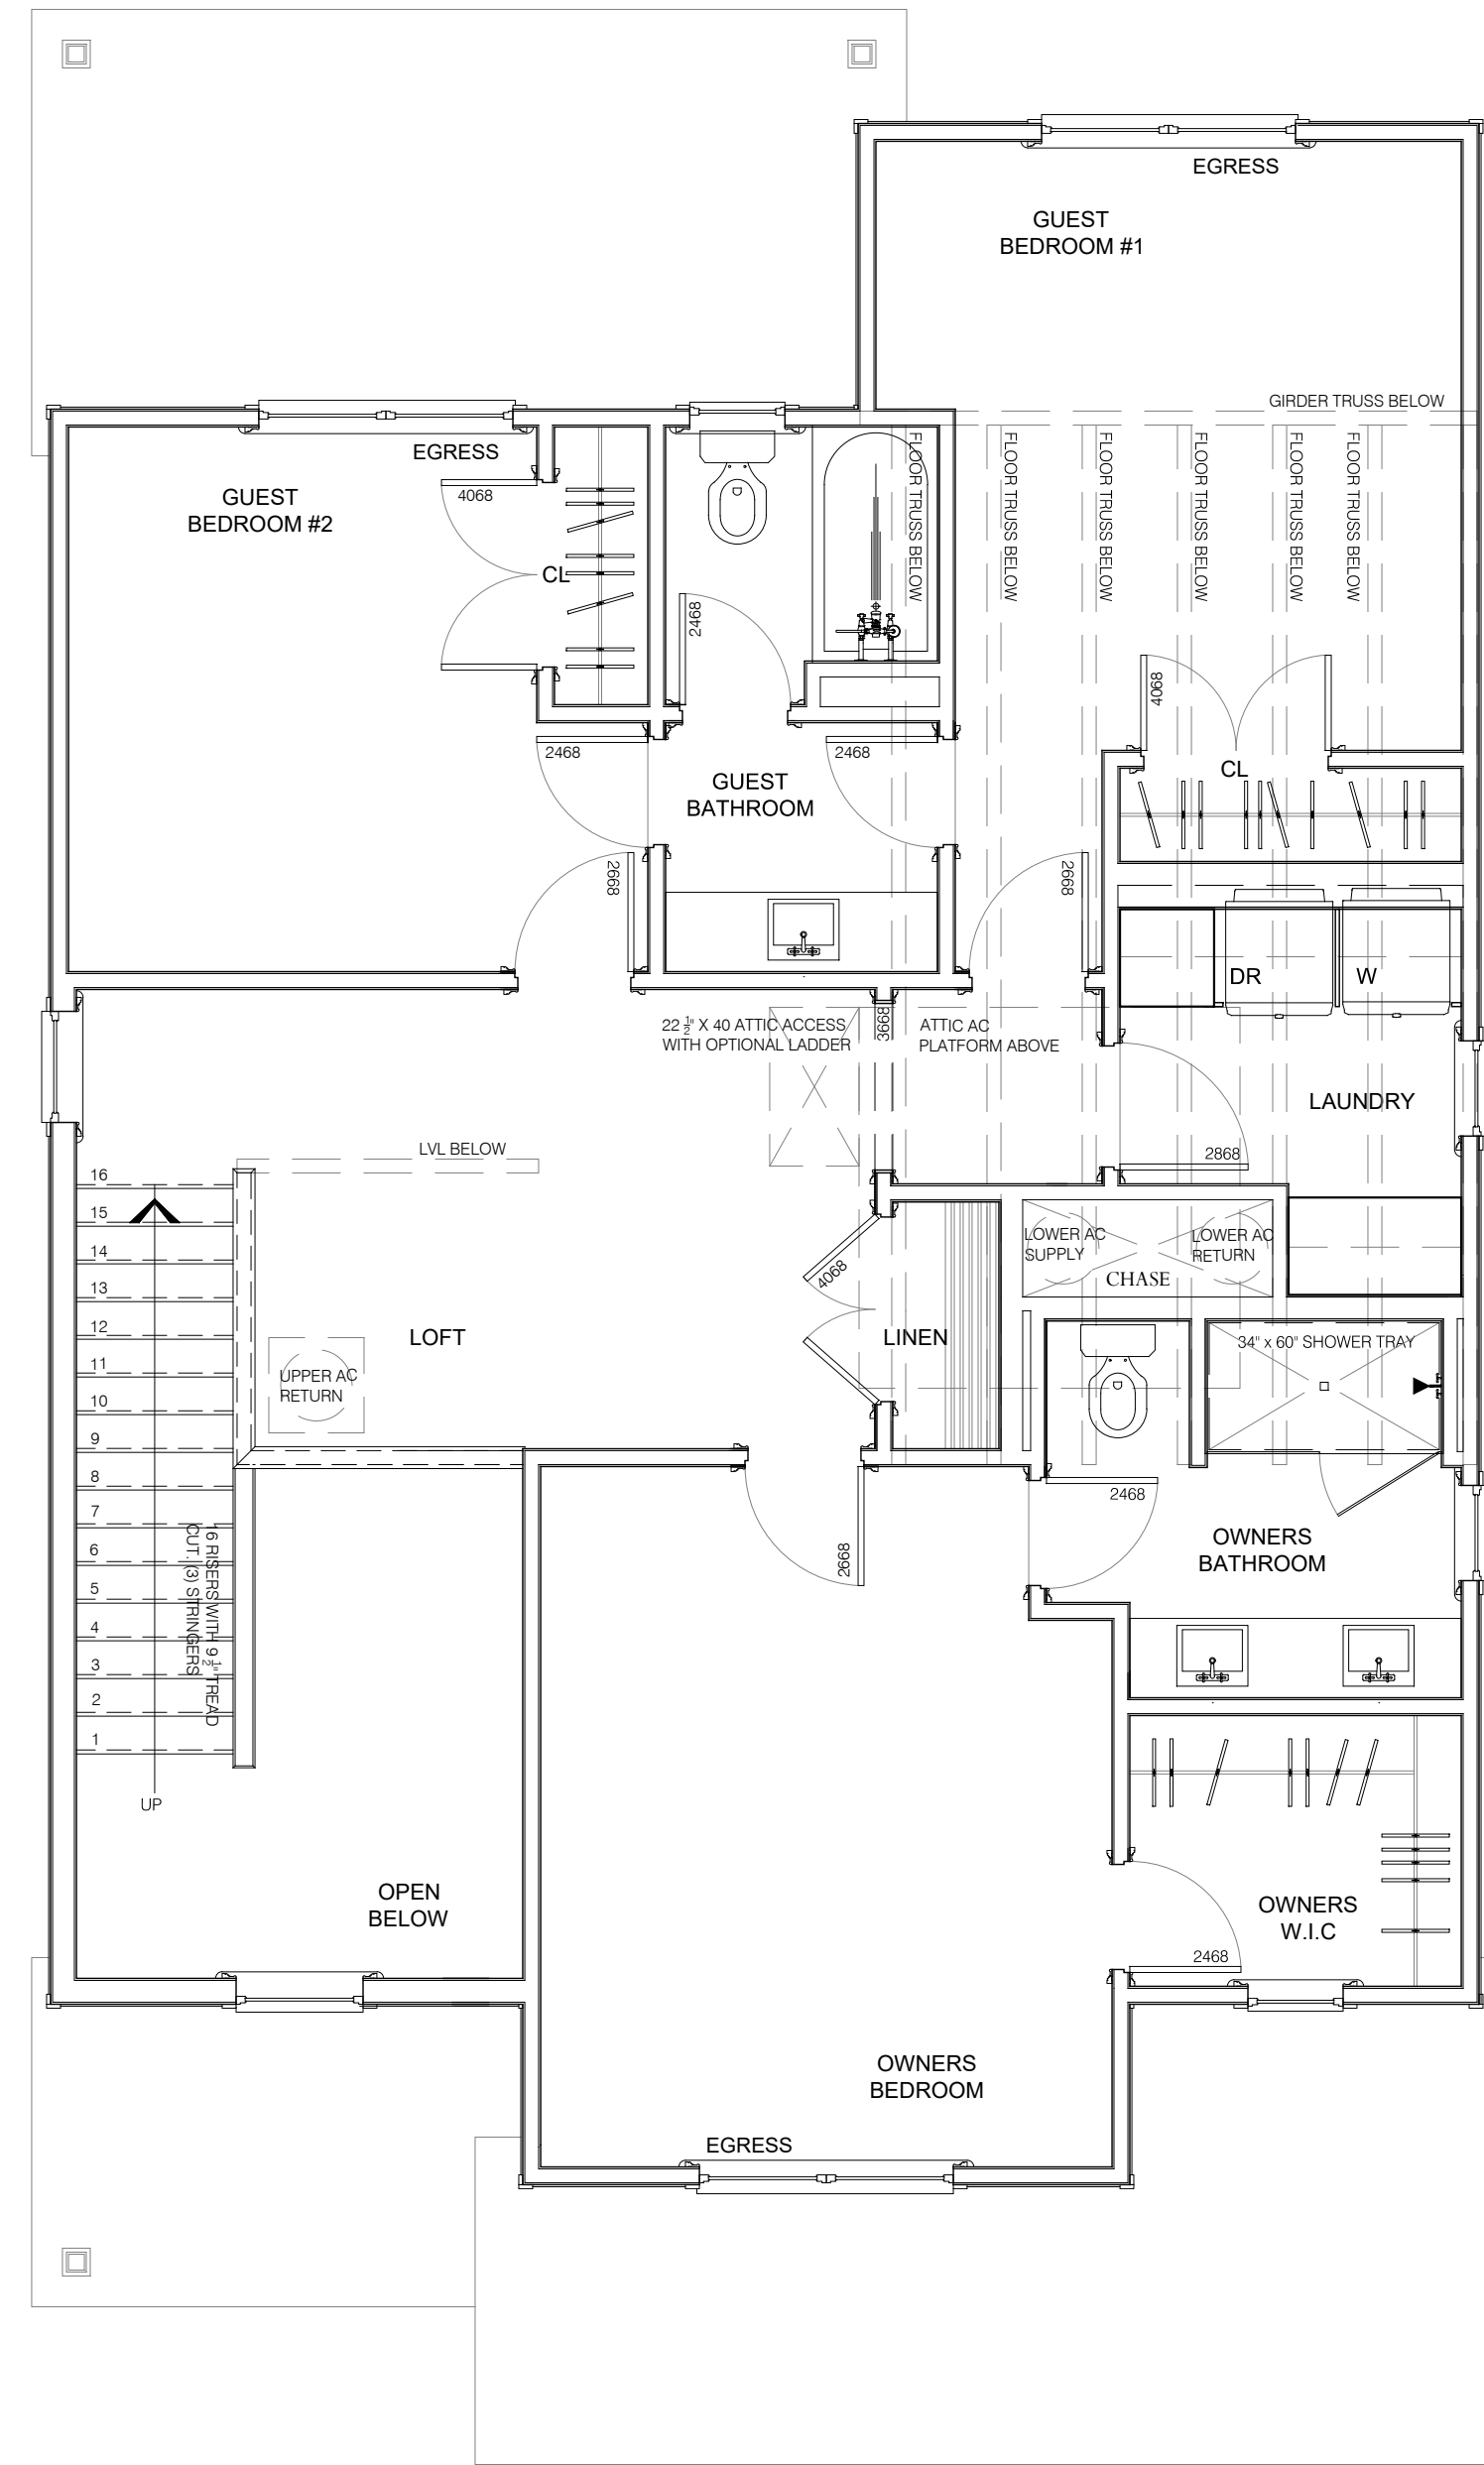 EGRESS
GUEST
BEDROOM #1
GIRDER TRUSS BELOW
EGRESS
GUEST
BEDROOM #2
4068
CL
2468
FLOOR TRUSS BELOW
FLOOR TRUSS BELOW
FLOOR TRUSS BELOW
FLOOR TRUSS BELOW
FLOOR TRUSS BELOW
FLOOR TRUSS BELOW
4068
CL
2468
2468
GUEST
BATHROOM
2668
2668
DR
W
22 ½" X 40 ATTIC ACCESS
WITH OPTIONAL LADDER
3668
ATTIC AC
PLATFORM ABOVE
LAUNDRY
2868
LVL BELOW
16
15
14
13
12
11
10
9
8
7
6
5
4
3
2
1
UP
16 RISERS WITH 9 ½" TREAD
CUT. (3) STRINGERS
LOFT
UPPER AC
RETURN
4068
LINEN
LOWER AC
SUPPLY
LOWER AC
RETURN
CHASE
34" x 60" SHOWER TRAY
2468
2668
OWNERS
BATHROOM
OPEN
BELOW
OWNERS
W.I.C
2468
OWNERS
BEDROOM
EGRESS